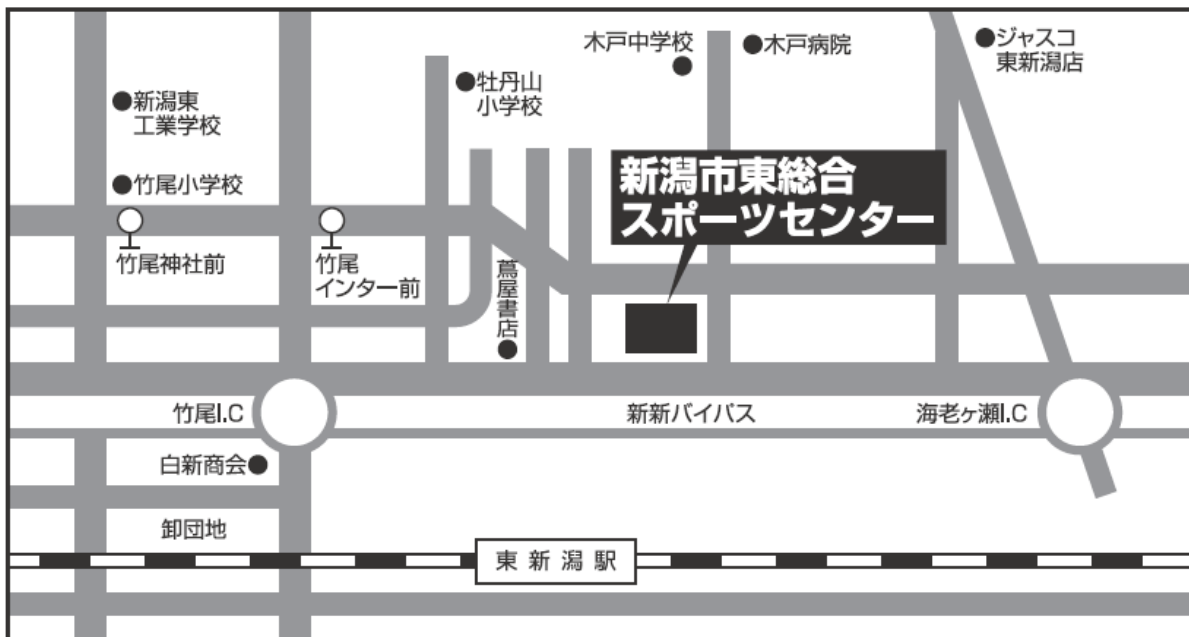 木戸中学校
木戸病院
ジャスコ
東新潟店
牡丹山
小学校
新潟東
工業学校
竹尾小学校
新潟市東総合
スポーツセンター
竹尾神社前
竹尾
インター前
蔦屋書店
竹尾I.C
新新バイパス
海老ヶ瀬I.C
白新商会
卸団地
東新潟駅